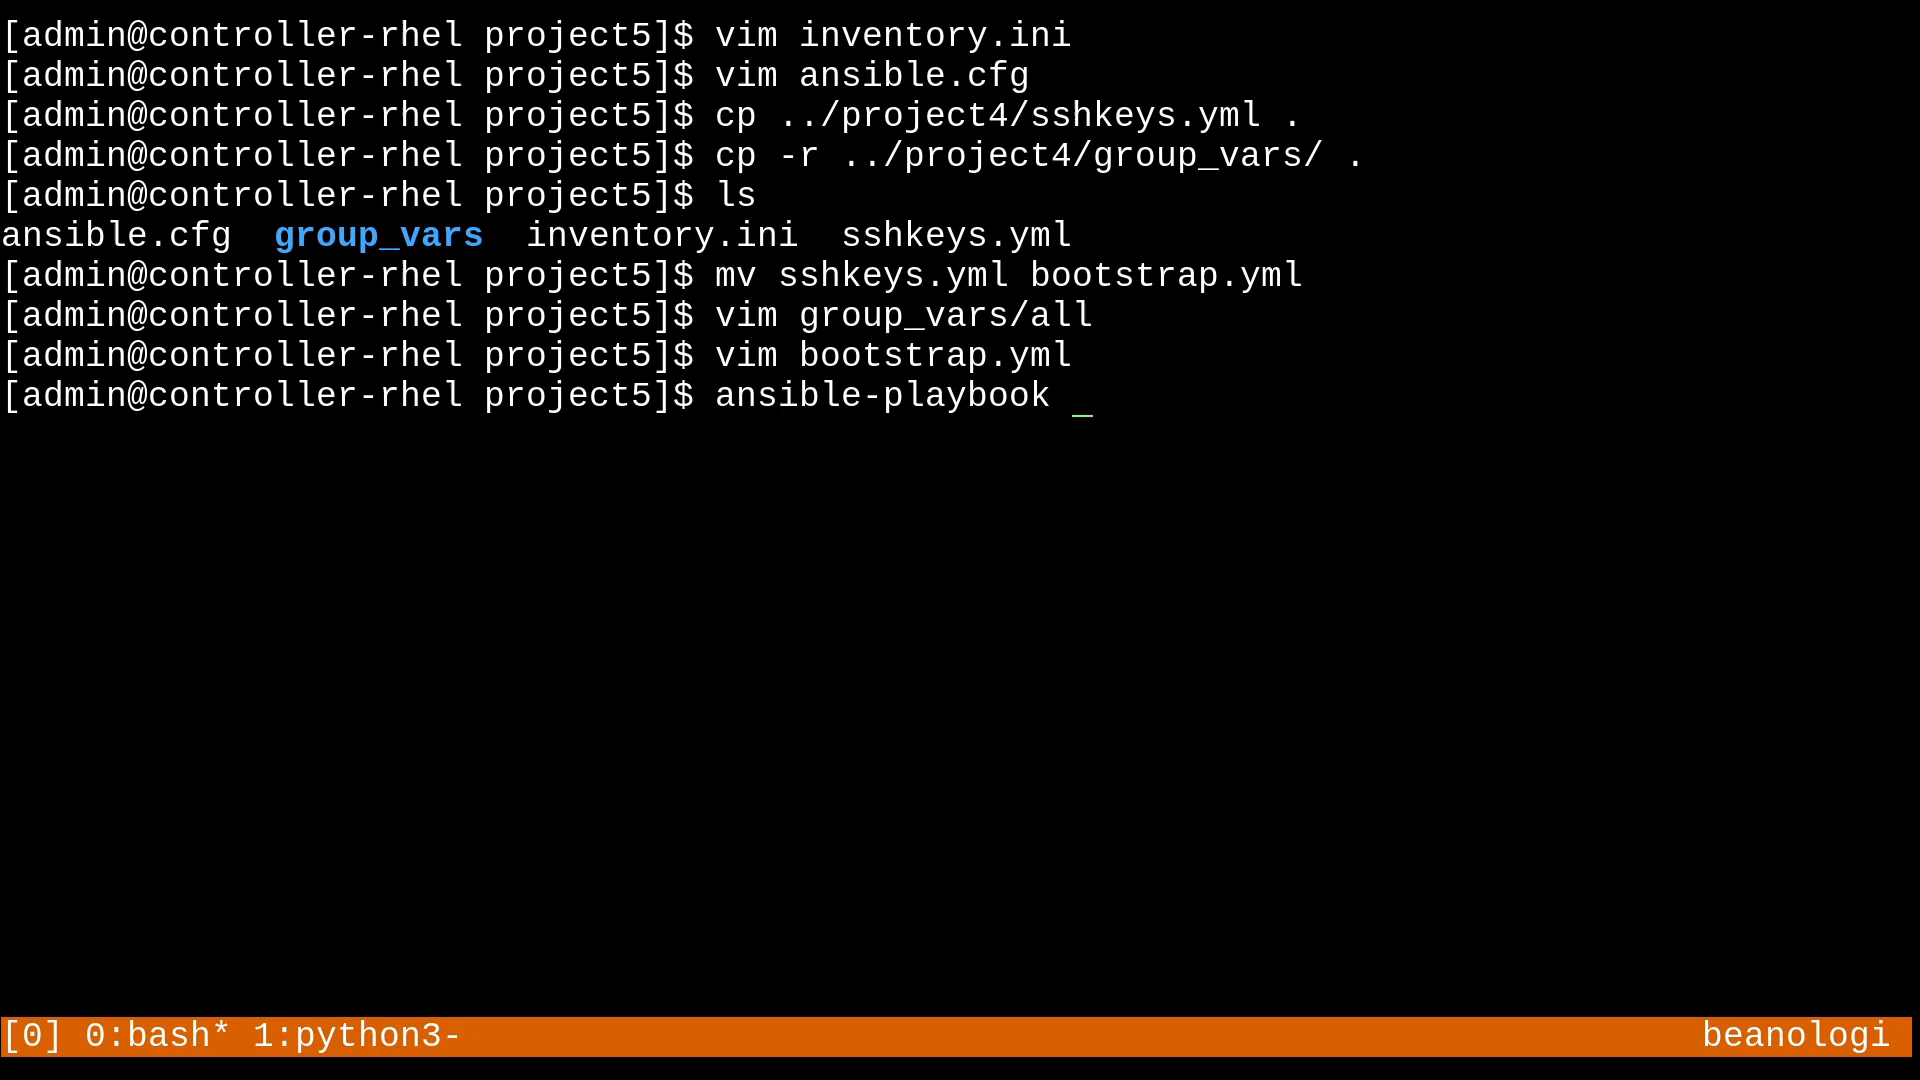 [admin@controller-rhel project5]$ vim inventory.ini
[admin@controller-rhel project5]$ vim ansible.cfg
[admin@controller-rhel project5]$ cp ../project4/sshkeys.yml .
[admin@controller-rhel project5]$ cp -r ../project4/group_vars/ .
[admin@controller-rhel project5]$ ls
ansible.cfg  group_vars  inventory.ini  sshkeys.yml
[admin@controller-rhel project5]$ mv sshkeys.yml bootstrap.yml
[admin@controller-rhel project5]$ vim group_vars/all
[admin@controller-rhel project5]$ vim bootstrap.yml
[admin@controller-rhel project5]$ ansible-playbook _
[0] 0:bash* 1:python3- beanologi